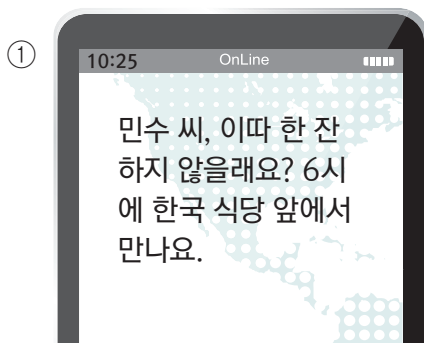 ①
10:25 OnLine
민수 씨, 이따 한 잔
하지 않을래요? 6시
에 한국 식당 앞에서
만나요.